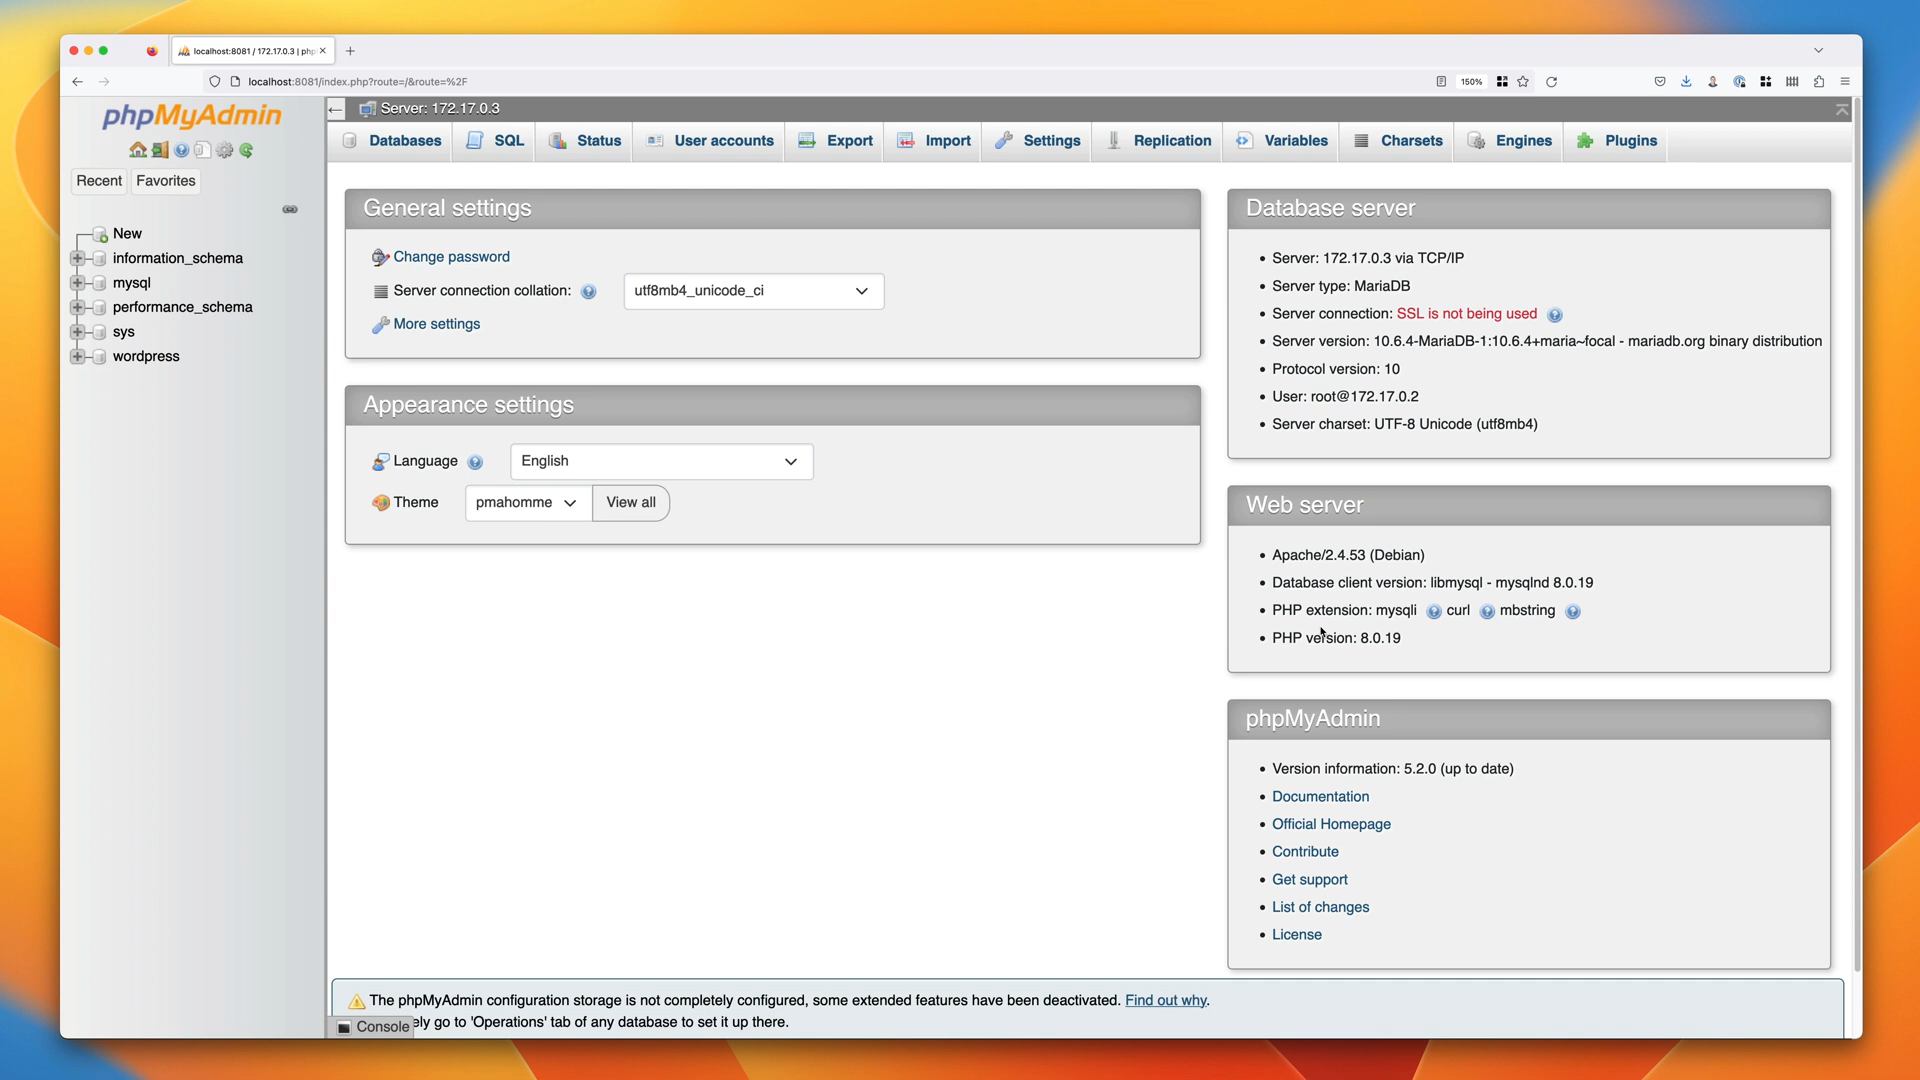 localhost:8081 / 172.17.0.3 | php
localhost:8081/index.php?route=/&route=%2F
150%
phpMyAdmin
Recent
Favorites
New
information_schema
mysql
performance_schema
sys
wordpress
Server: 172.17.0.3
Databases
SQL
Status
User accounts
Export
Import
Settings
Replication
Variables
Charsets
Engines
Plugins
General settings
Change password
Server connection collation:
utf8mb4_unicode_ci
More settings
Appearance settings
Language
English
Theme
pmahomme
View all
Database server
• Server: 172.17.0.3 via TCP/IP
• Server type: MariaDB
• Server connection: SSL is not being used
• Server version: 10.6.4-MariaDB-1:10.6.4+maria~focal - mariadb.org binary distribution
• Protocol version: 10
• User: root@172.17.0.2
• Server charset: UTF-8 Unicode (utf8mb4)
Web server
• Apache/2.4.53 (Debian)
• Database client version: libmysql - mysqlnd 8.0.19
• PHP extension: mysqli curl mbstring
• PHP version: 8.0.19
phpMyAdmin
• Version information: 5.2.0 (up to date)
• Documentation
• Official Homepage
• Contribute
• Get support
• List of changes
• License
The phpMyAdmin configuration storage is not completely configured, some extended features have been deactivated. Find out why.
ely go to 'Operations' tab of any database to set it up there.
Console